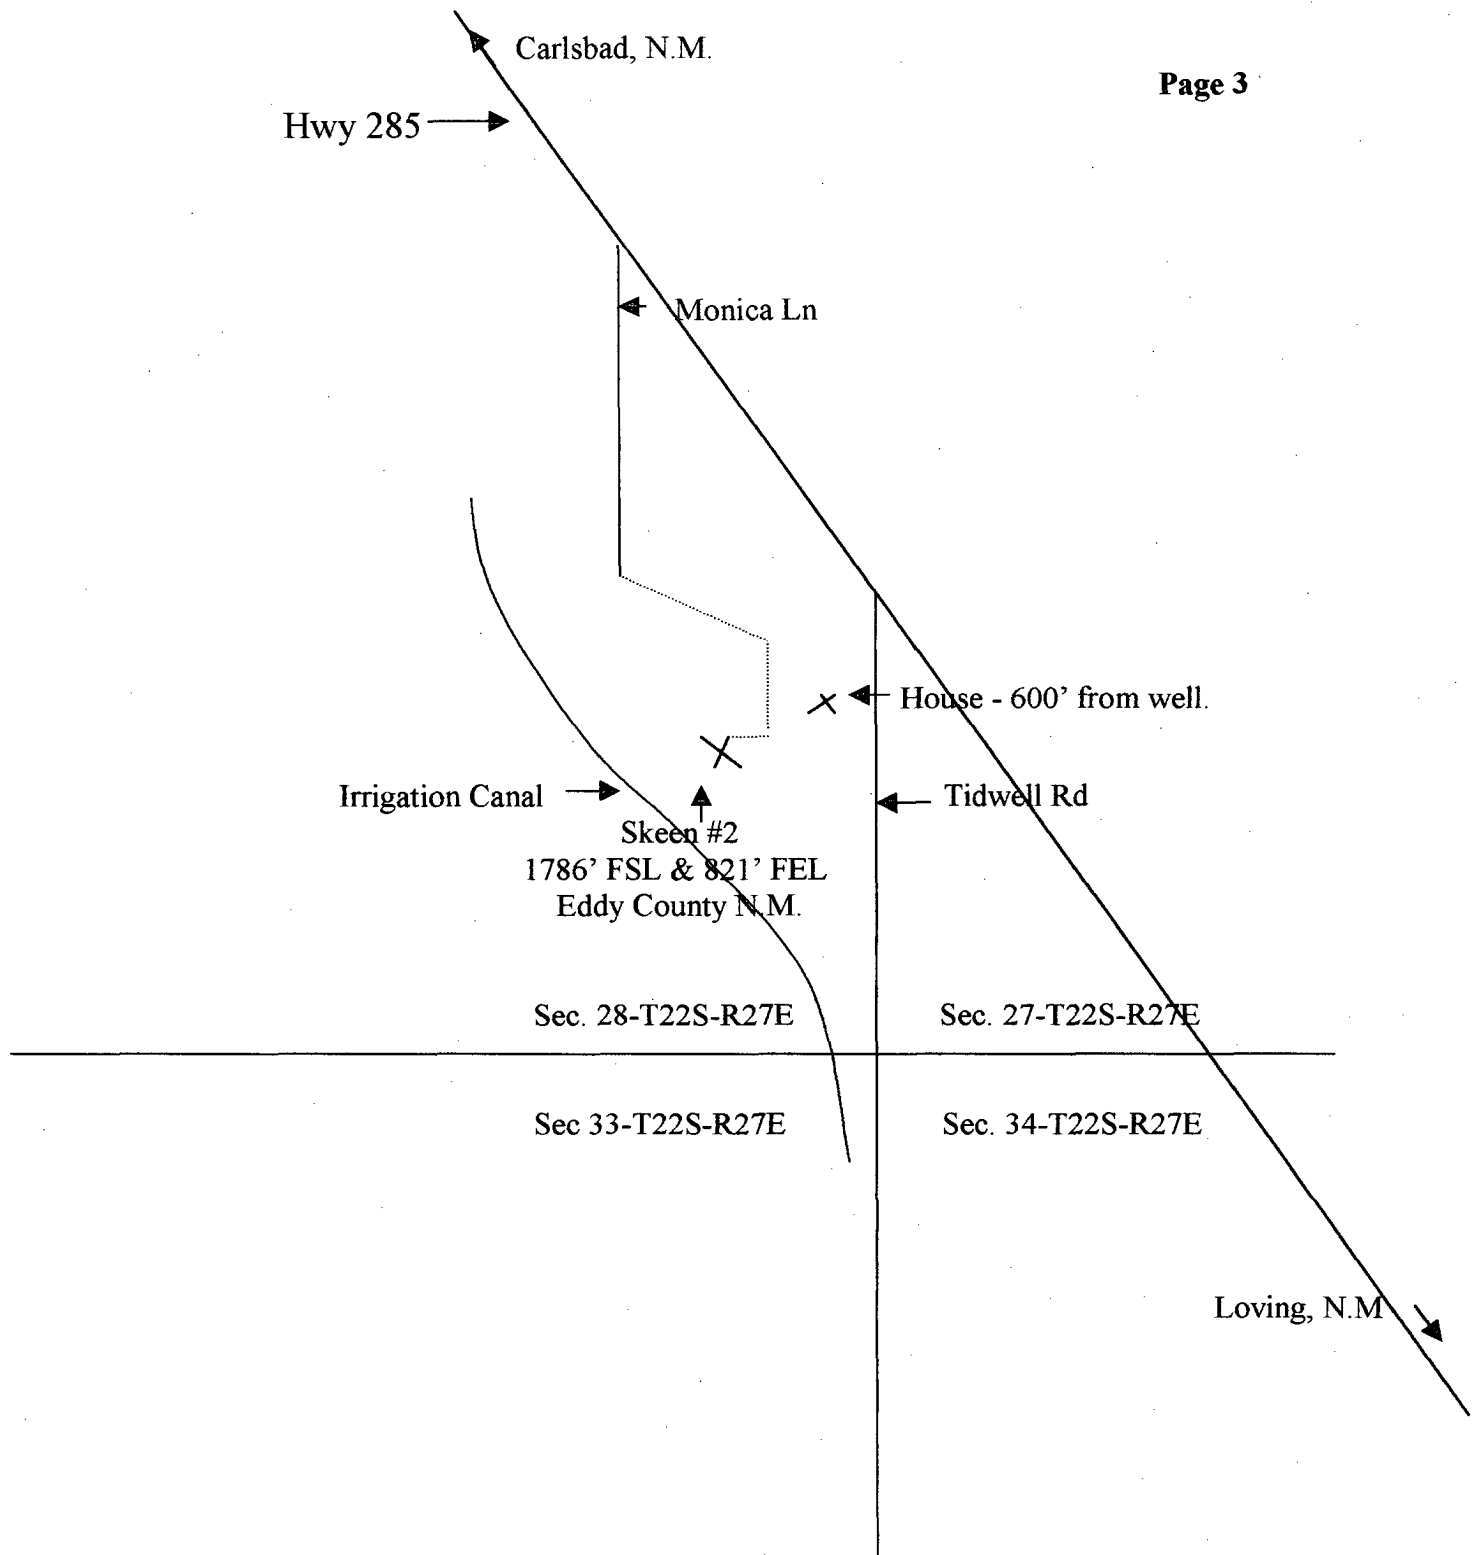 Carlsbad, N.M.
Page 3
Hwy 285
Monica Ln
House - 600' from well.
Irrigation Canal
Tidwell Rd
Skeen #2
1786' FSL & 821' FEL
Eddy County N.M.
Sec. 28-T22S-R27E
Sec. 27-T22S-R27E
Sec 33-T22S-R27E
Sec. 34-T22S-R27E
Loving, N.M